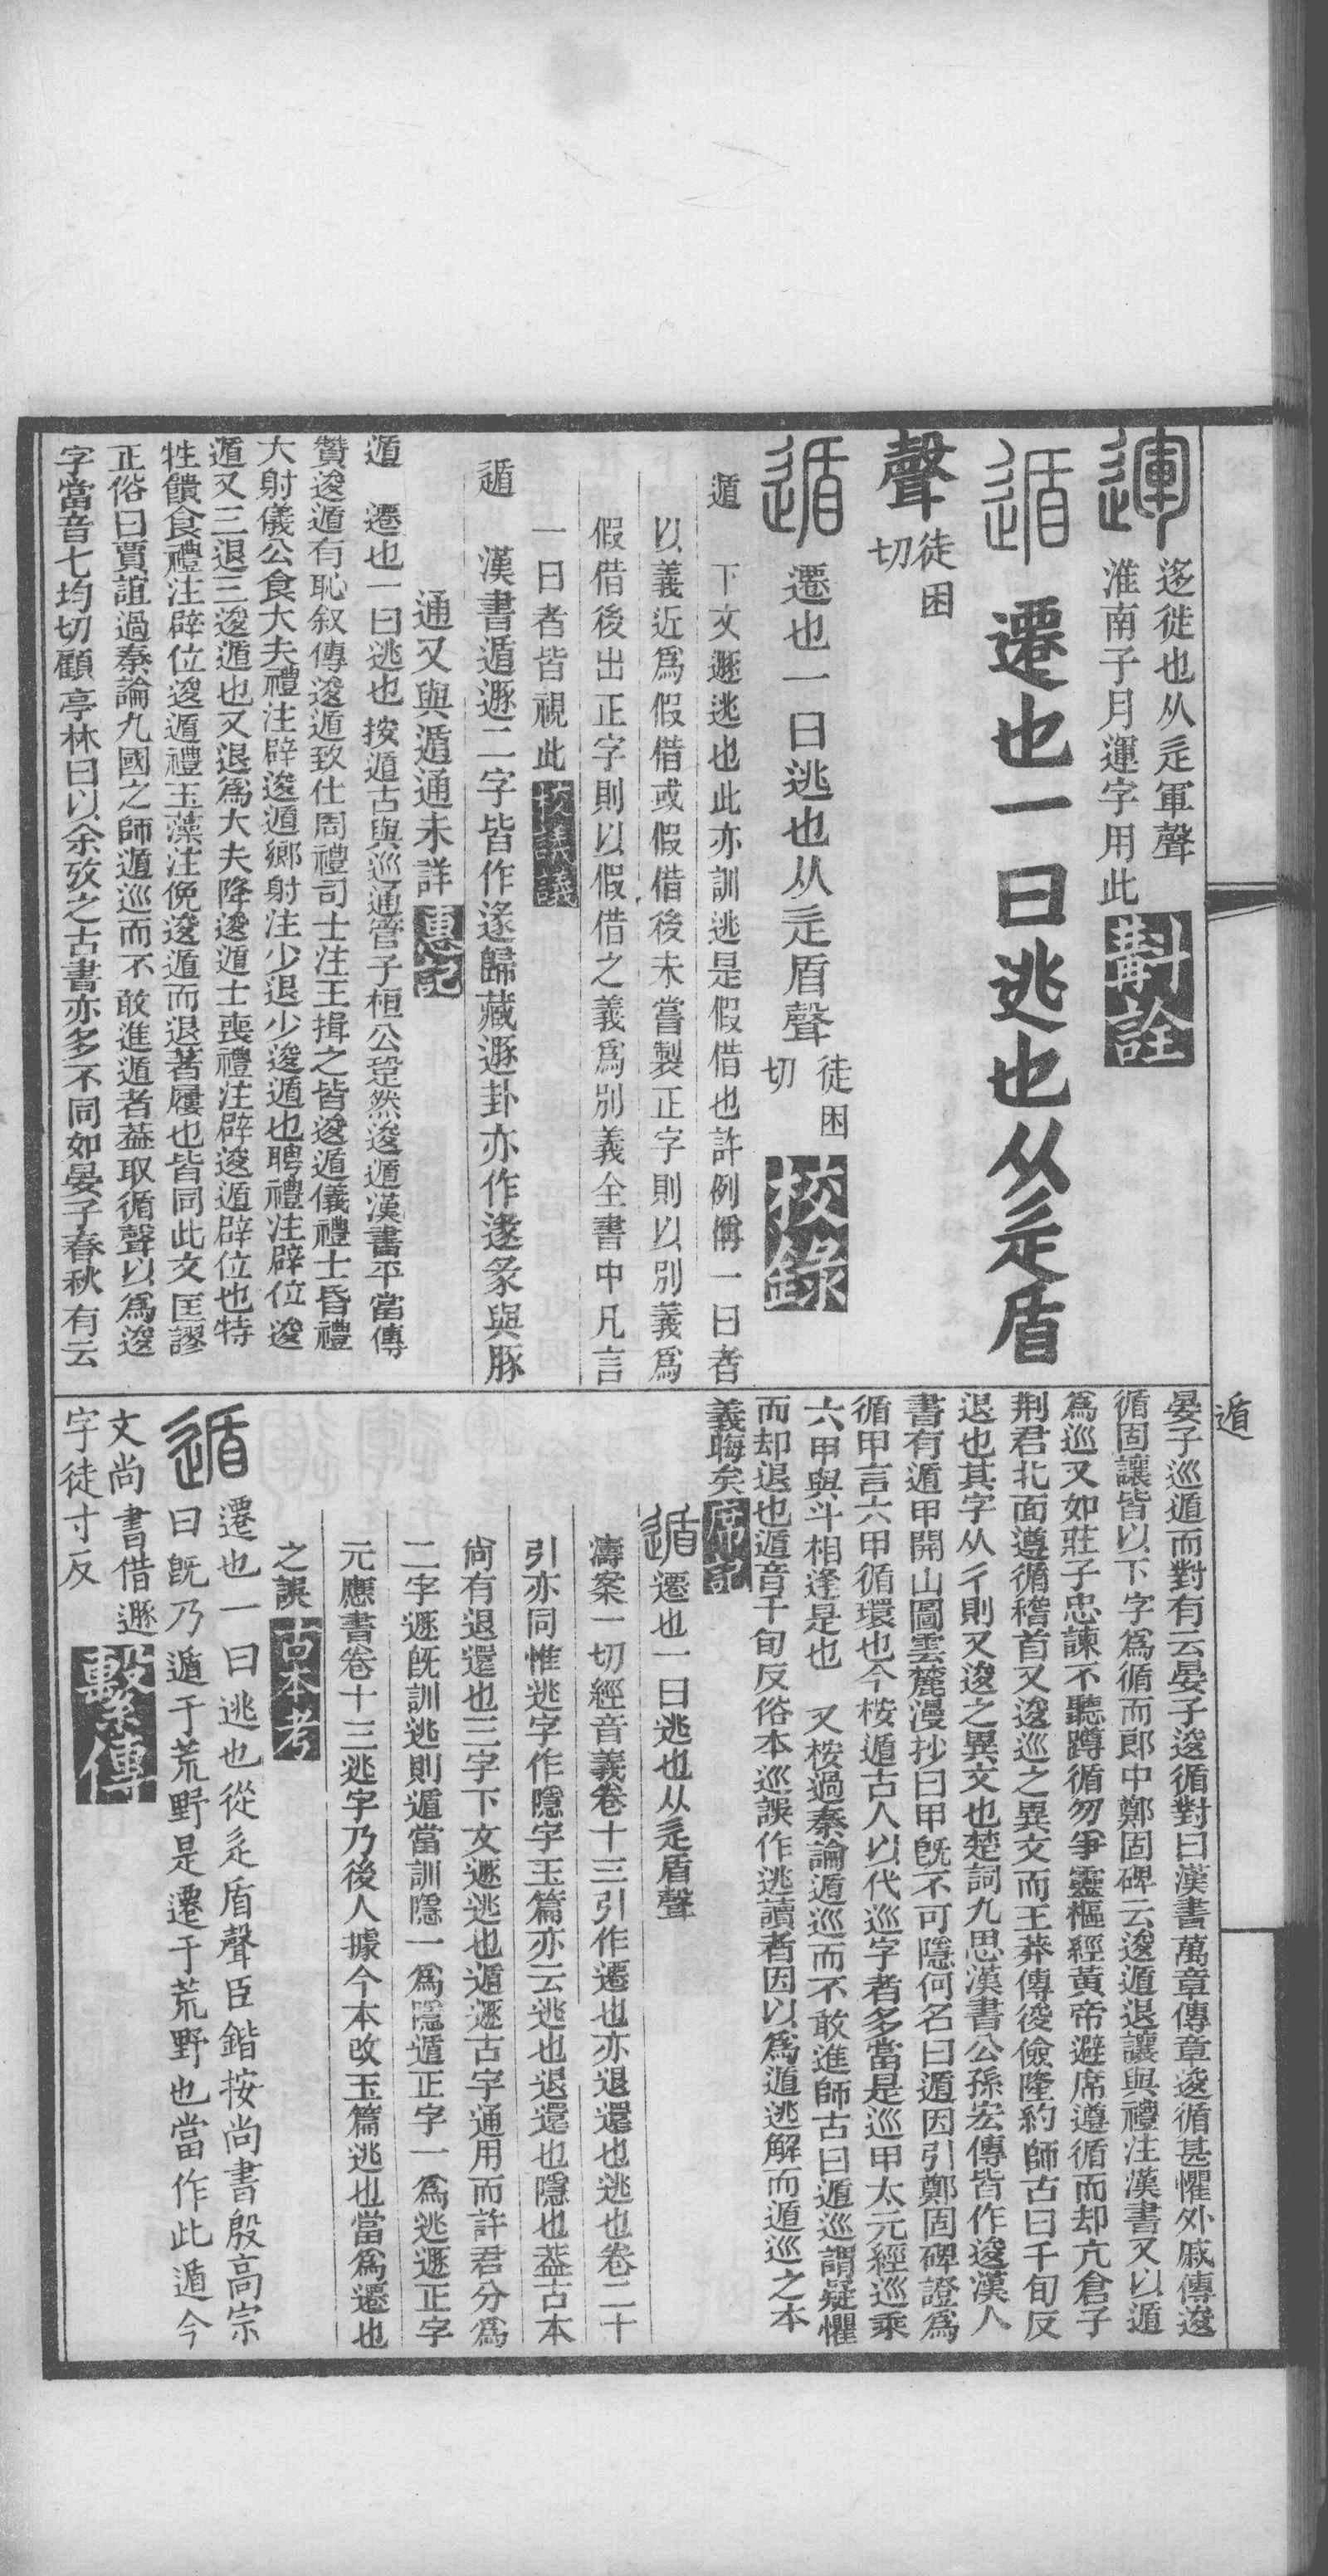 運
迻徙也从辵軍聲
淮南子月運字用此
斠詮
遁 遷也一曰逃也从辵盾
聲 徒困
切
遁 遷也一曰逃也从辵盾聲 徒困
切
校錄
遁 下文遯逃也此亦訓逃是假借也許例偁一曰者
以義近爲假借或假借後未嘗製正字則以別義爲
假借後出正字則以假借之義爲別義全書中凡言
一曰者皆視此 校議議
遁 漢書遁遯二字皆作遂歸藏遯卦亦作遂彖與豚
通又與遁通未詳 惠記
遁 遷也一曰逃也按遁古與巡通管子桓公蹵然逡遁漢書平當傳
贊逡遁有恥叙傳逡遁致仕周禮司士注王揖之皆逡遁儀禮士昏禮
大射儀公食大夫禮注辟逡遁鄉射注少退少逡遁也聘禮注辟位逡
遁又三退三逡遁也又退爲大夫降逡遁士喪禮注辟逡遁辟位也特
牲饋食禮注辟位逡遁禮玉藻注俛逡遁而退著屨也皆同此文匡謬
正俗曰賈誼過秦論九國之師遁巡而不敢進遁者葢取循聲以爲逡
字當音七均切顧亭林曰以余攷之古書亦多不同如晏子春秋有云
遁
晏子巡遁而對有云晏子逡循對曰漢書萬章傳章逡循甚懼外戚傳逡
循固讓皆以下字爲循而郎中鄭固碑云逡遁退讓與禮注漢書又以遁
爲巡又如莊子忠諫不聽蹲循勿爭靈樞經黃帝避席遵循而却亢倉子
荆君北面遵循稽首又逡巡之異文而王莽傳後儉隆約師古曰千旬反
退也其字从彳則又逡之異文也楚詞九思漢書公孫宏傳皆作逡漢人
書有遁甲開山圖雲麓漫抄曰甲旣不可隱何名曰遁因引鄭固碑證爲
循甲言六甲循環也今桉遁古人以代巡字者多當是巡甲太元經巡乘
六甲與斗相逢是也 又桉過秦論遁巡而不敢進師古曰遁巡謂疑懼
而却退也遁音千旬反俗本巡誤作逃讀者因以爲遁逃解而遁巡之本
義晦矣 席記
遁 遷也一曰逃也从辵盾聲
濤案一切經音義卷十三引作遷也亦退還也逃也卷二十
引亦同惟逃字作隱字玉篇亦云逃也退還也隱也葢古本
尙有退還也三字下文遯逃也遁遯古字通用而許君分爲
二字遯旣訓逃則遁當訓隱一爲隱遁正字一爲逃遯正字
元應書卷十三逃字乃後人據今本改玉篇逃也當爲遷也
之誤 古本考
遁 遷也一曰逃也從辵盾聲臣鍇按尚書殷高宗
曰旣乃遁于荒野是遷于荒野也當作此遁今
文尚書借遯
字徒寸反
繫傳